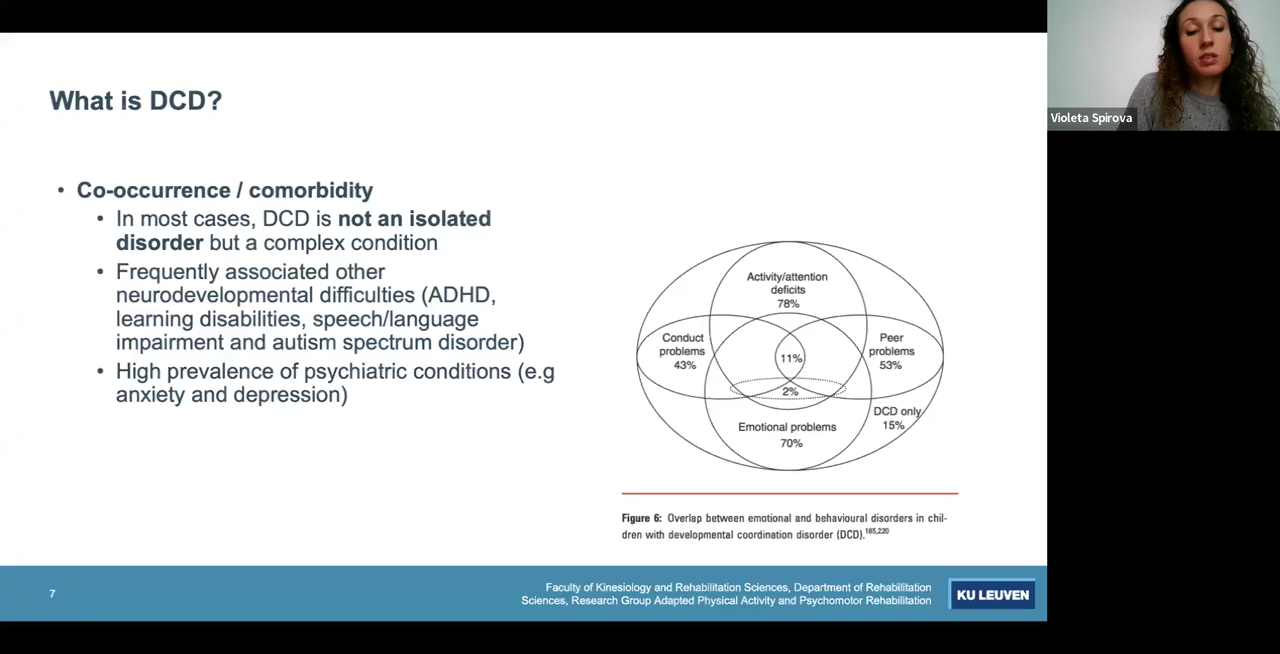 What is DCD?
• Co-occurrence / comorbidity
• In most cases, DCD is not an isolated
disorder but a complex condition
• Frequently associated other
neurodevelopmental difficulties (ADHD,
learning disabilities, speech/language
impairment and autism spectrum disorder)
• High prevalence of psychiatric conditions (e.g
anxiety and depression)
Activity/attention
deficits
78%
Conduct
problems
43%
11%
Peer
problems
53%
2%
DCD only
15%
Emotional problems
70%
Figure 6: Overlap between emotional and behavioural disorders in chil-
dren with developmental coordination disorder (DCD).185,220
7
Faculty of Kinesiology and Rehabilitation Sciences, Department of Rehabilitation
Sciences, Research Group Adapted Physical Activity and Psychomotor Rehabilitation
KU LEUVEN
Violeta Spirova